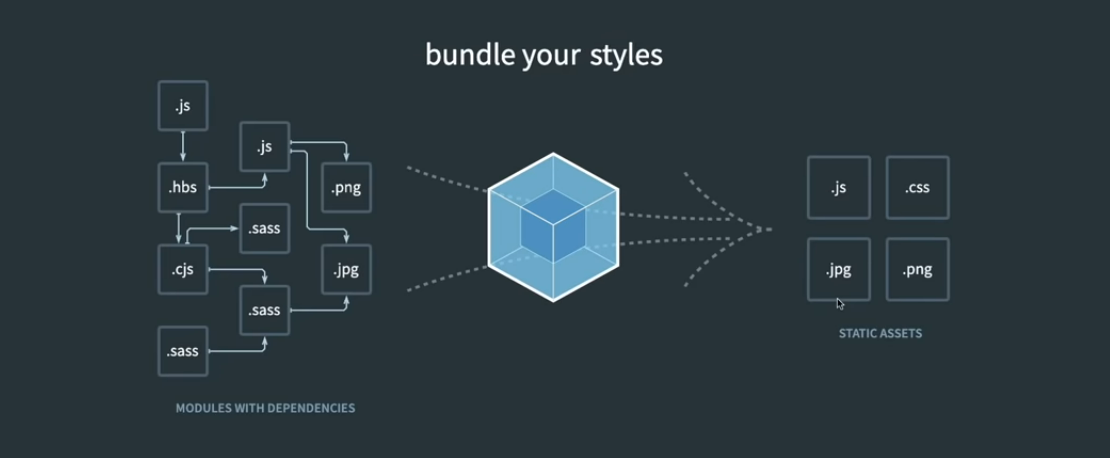 bundle your styles
.js
.js
.hbs
.png
.sass
.cjs
.jpg
.sass
.sass
MODULES WITH DEPENDENCIES
.js
.css
.jpg
.png
STATIC ASSETS